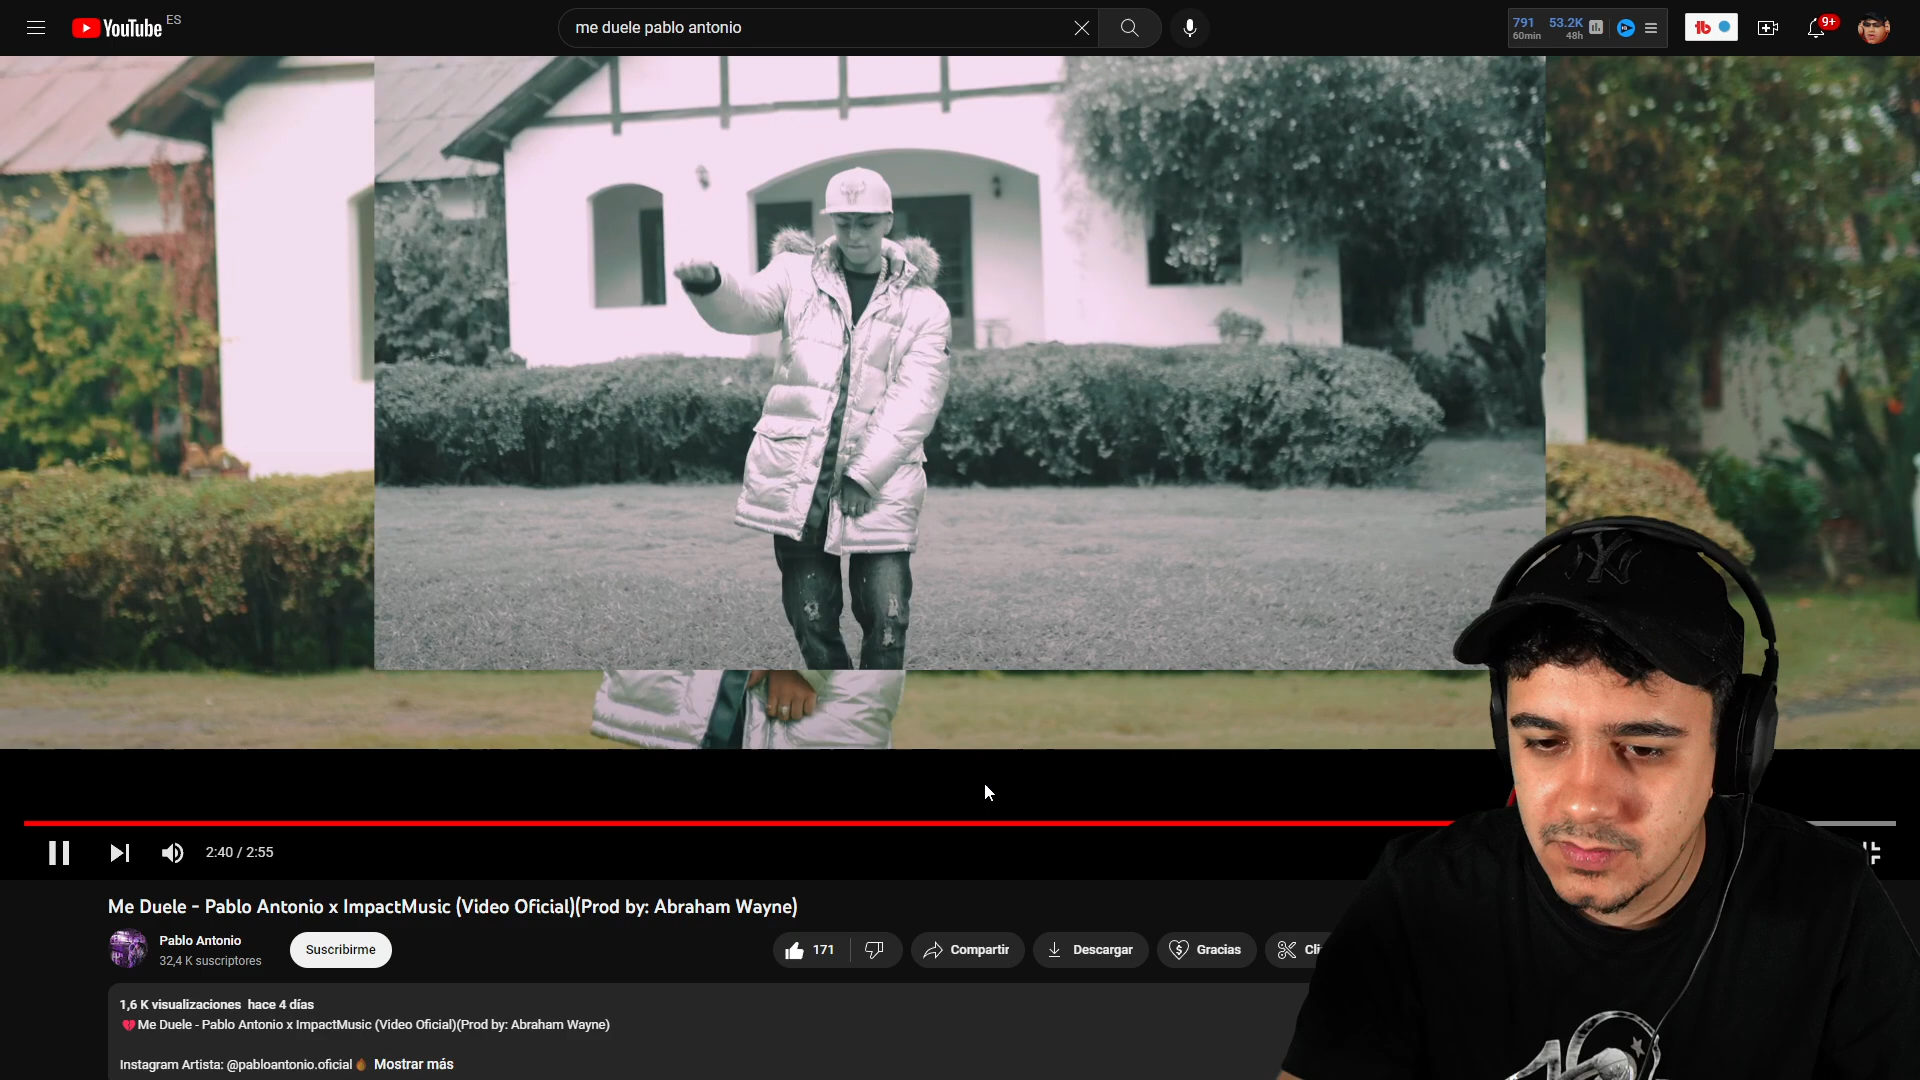 YouTube ES
me duele pablo antonio
791 53.2K
60min 48h
tb
9+
NY
2:40 / 2:55
Me Duele - Pablo Antonio x ImpactMusic (Video Oficial)(Prod by: Abraham Wayne)
Pablo Antonio
32,4 K suscriptores
Suscribirme
171
Compartir
Descargar
Gracias
Cli
1,6 K visualizaciones hace 4 días
💔Me Duele - Pablo Antonio x ImpactMusic (Video Oficial)(Prod by: Abraham Wayne)
Instagram Artista: @pabloantonio.oficial Mostrar más